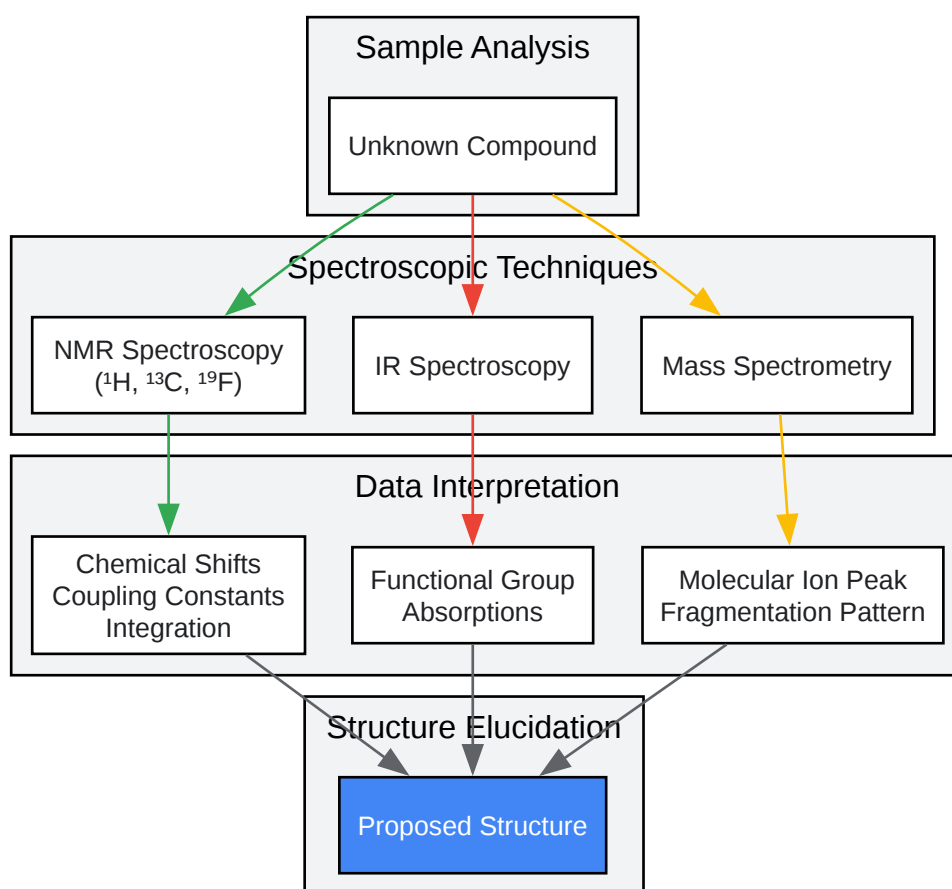 Sample Analysis
Unknown Compound
Spectroscopic Techniques
NMR Spectroscopy
(¹H, ¹³C, ¹⁹F)
IR Spectroscopy
Mass Spectrometry
Data Interpretation
Chemical Shifts
Coupling Constants
Integration
Functional Group
Absorptions
Molecular Ion Peak
Fragmentation Pattern
Structure Elucidation
Proposed Structure